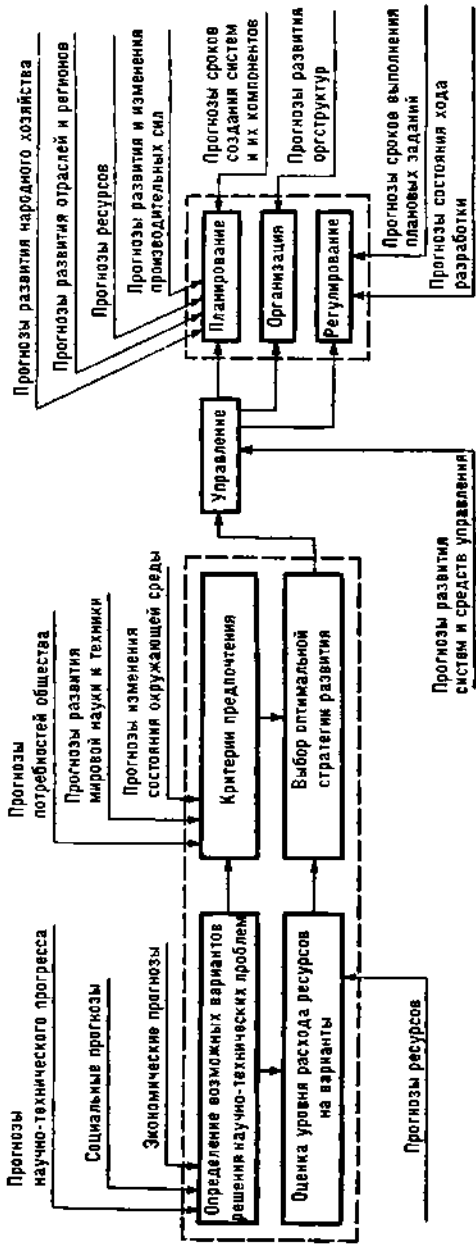 Прогнозы
научно-технического прогресса
Социальные прогнозы
Экономические прогнозы
Прогнозы
потребностей общества
Прогнозы развития
мировой науки и техники
Прогнозы изменения
состояния окружающей среды
Определение возможных вариантов
решения научно-технических проблем
Критерии предпочтения
Оценка уровня расхода ресурсов
на варианты
Выбор оптимальной
стратегии развития
Прогнозы ресурсов
Управление
Прогнозы развития
систем и средств управления
Прогнозы развития народного хозяйства
Прогнозы развития отраслей и регионов
Прогнозы ресурсов
Прогнозы развития и изменения
производительных сил
Планирование
Организация
Регулирование
Прогнозы сроков
создания систем
и их компонентов
Прогнозы развития
оргструктур
Прогнозы сроков выполнения
плановых заданий
Прогнозы состояния хода
разработки